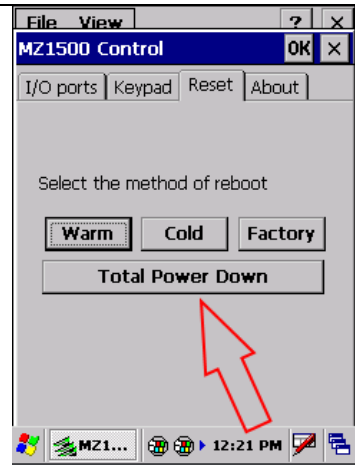 File View ? ×
MZ1500 Control OK ×
I/O ports Keypad Reset About
Select the method of reboot
Warm Cold Factory
Total Power Down
MZ1... 12:21 PM